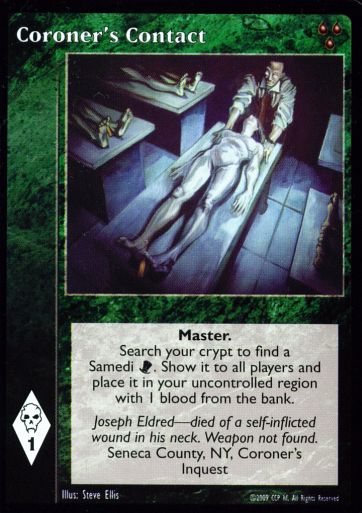 Coroner's Contact
Master.
Search your crypt to find a
Samedi . Show it to all players and
place it in your uncontrolled region
with 1 blood from the bank.
Joseph Eldred—died of a self-inflicted
wound in his neck. Weapon not found.
Seneca County, NY, Coroner's
Inquest
1
Illus: Steve Ellis
©2009 CCP hf. All Rights Reserved